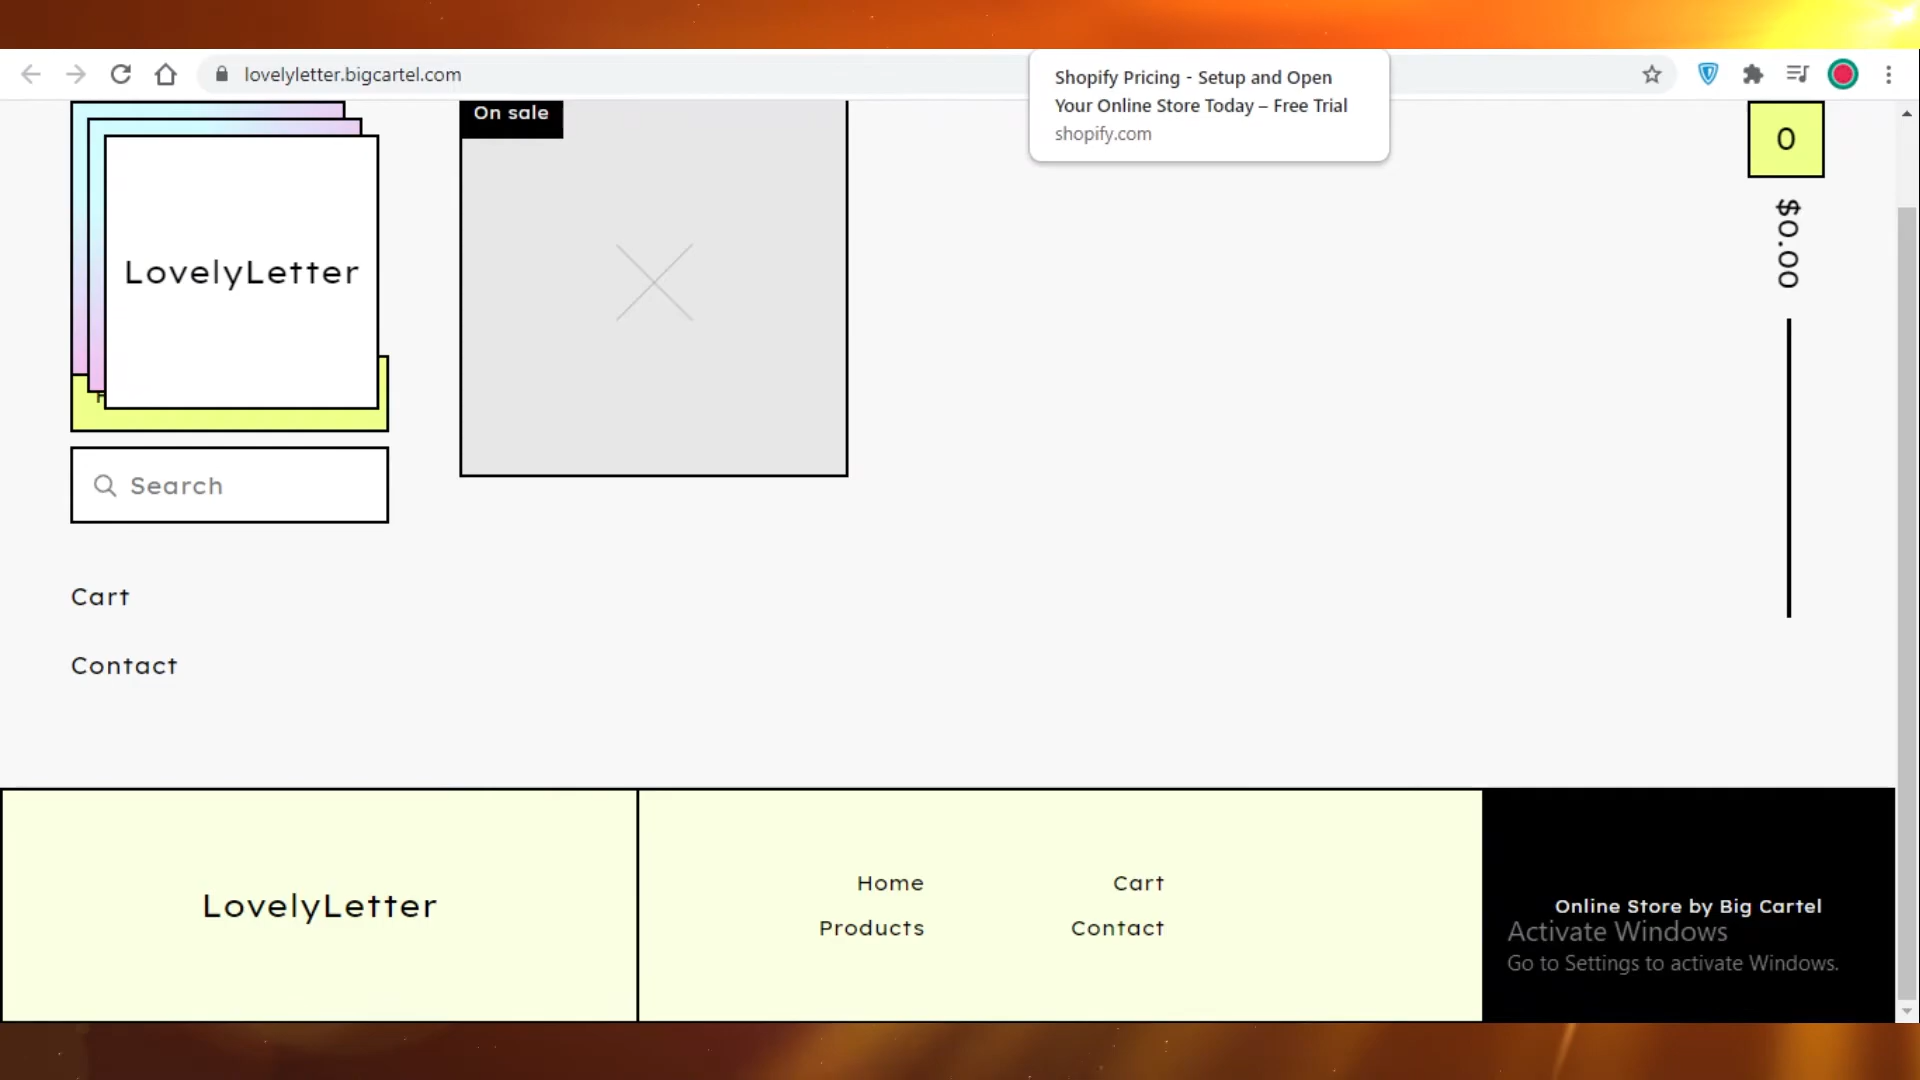 lovelyletter.bigcartel.com
Shopify Pricing - Setup and Open
Your Online Store Today – Free Trial
shopify.com
On sale
0
$0.00
LovelyLetter
Search
Cart
Contact
LovelyLetter
Home
Cart
Products
Contact
Online Store by Big Cartel
Activate Windows
Go to Settings to activate Windows.